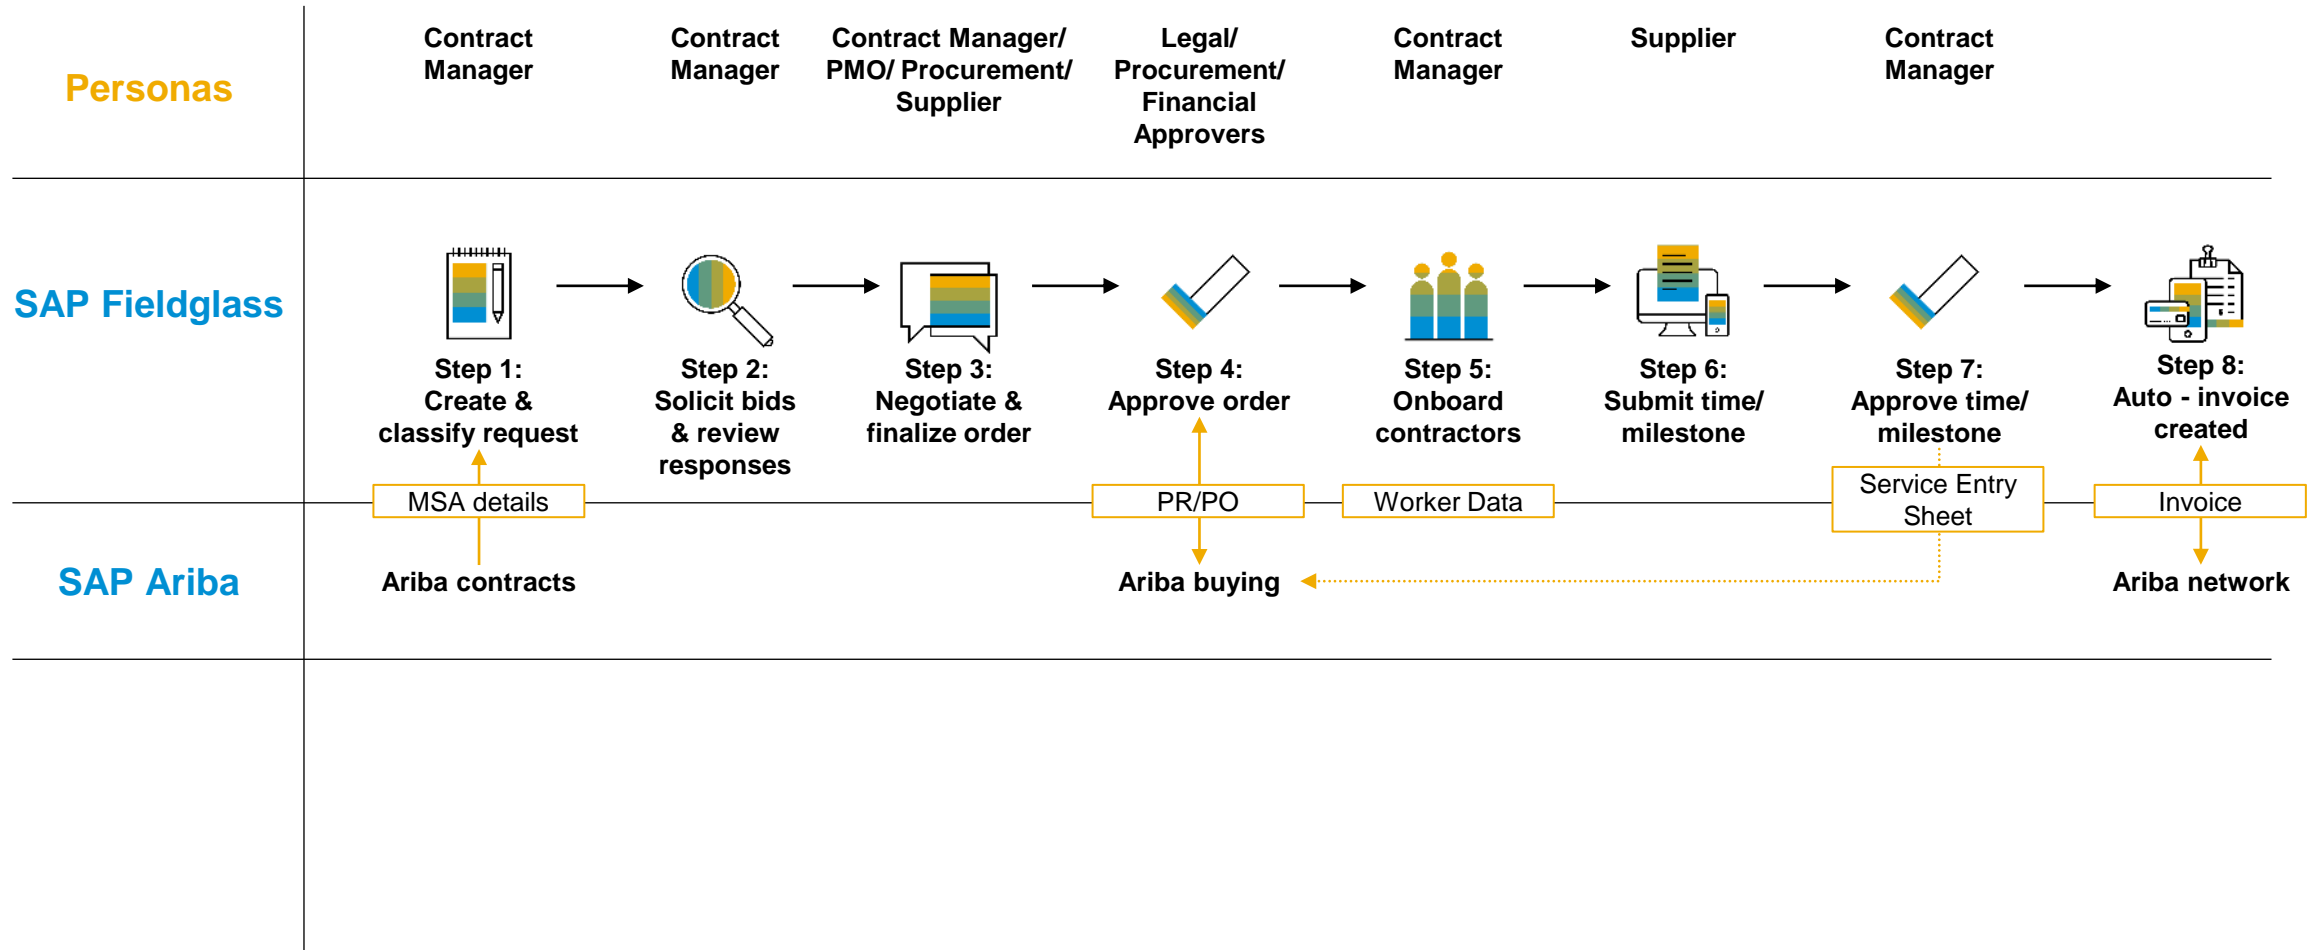 Personas
Contract
Manager
Contract
Manager
Contract Manager/
PMO/ Procurement/
Supplier
Legal/
Procurement/
Financial
Approvers
Contract
Manager
Supplier
Contract
Manager
SAP Fieldglass
Step 1:
Create &
classify request
Step 2:
Solicit bids
& review
responses
Step 3:
Negotiate &
finalize order
Step 4:
Approve order
Step 5:
Onboard
contractors
Step 6:
Submit time/
milestone
Step 7:
Approve time/
milestone
Step 8:
Auto - invoice
created
MSA details
PR/PO
Worker Data
Service Entry
Sheet
Invoice
SAP Ariba
Ariba contracts
Ariba buying
Ariba network